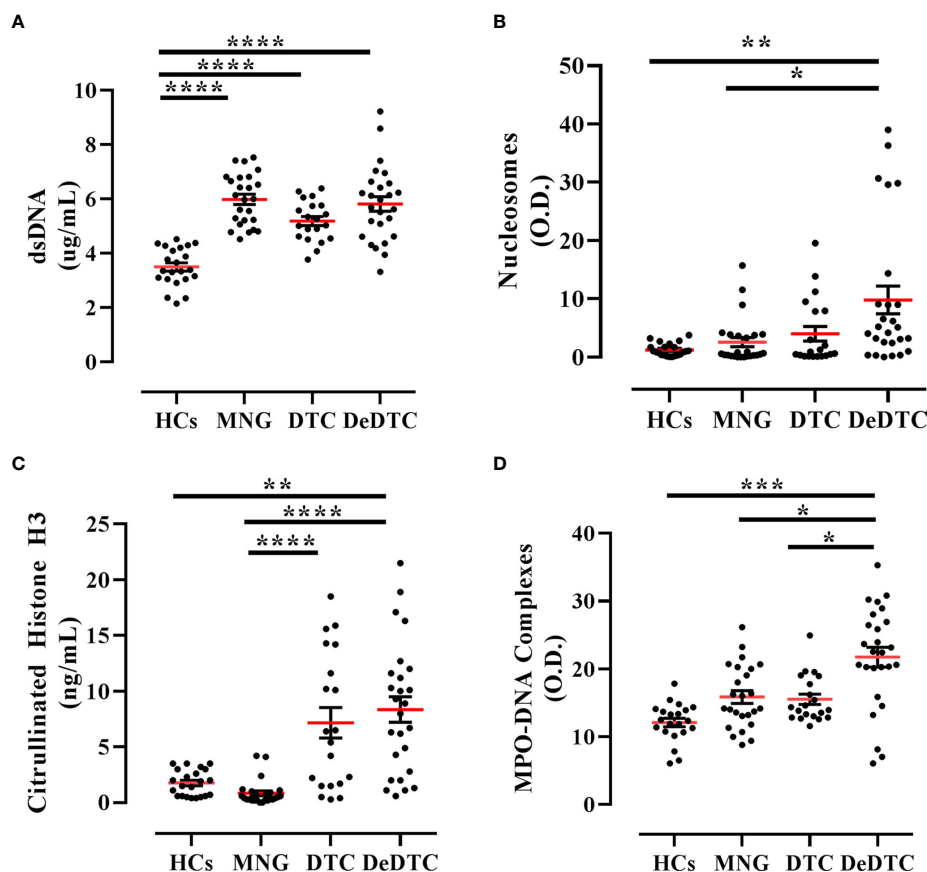 A
****
****
****
dsDNA
(ug/mL)
10
8
6
4
2
0
HCs MNG DTC DeDTC
B
**
*
Nucleosomes
(O.D.)
50
40
30
20
10
0
HCs MNG DTC DeDTC
C
**
****
****
Citrullinated Histone H3
(ng/mL)
25
20
15
10
5
0
HCs MNG DTC DeDTC
D
***
*
*
MPO-DNA Complexes
(O.D.)
40
30
20
10
0
HCs MNG DTC DeDTC